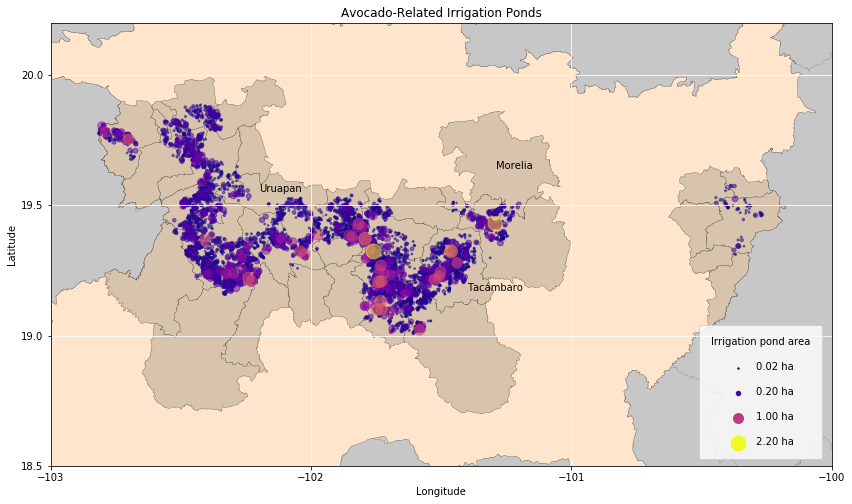 Avocado-Related Irrigation Ponds
20.0
19.5
19.0
18.5
Latitude
Morelia
Uruapan
Tacámbaro
Irrigation pond area
0.02 ha
0.20 ha
1.00 ha
2.20 ha
−103
−102
−101
−100
Longitude